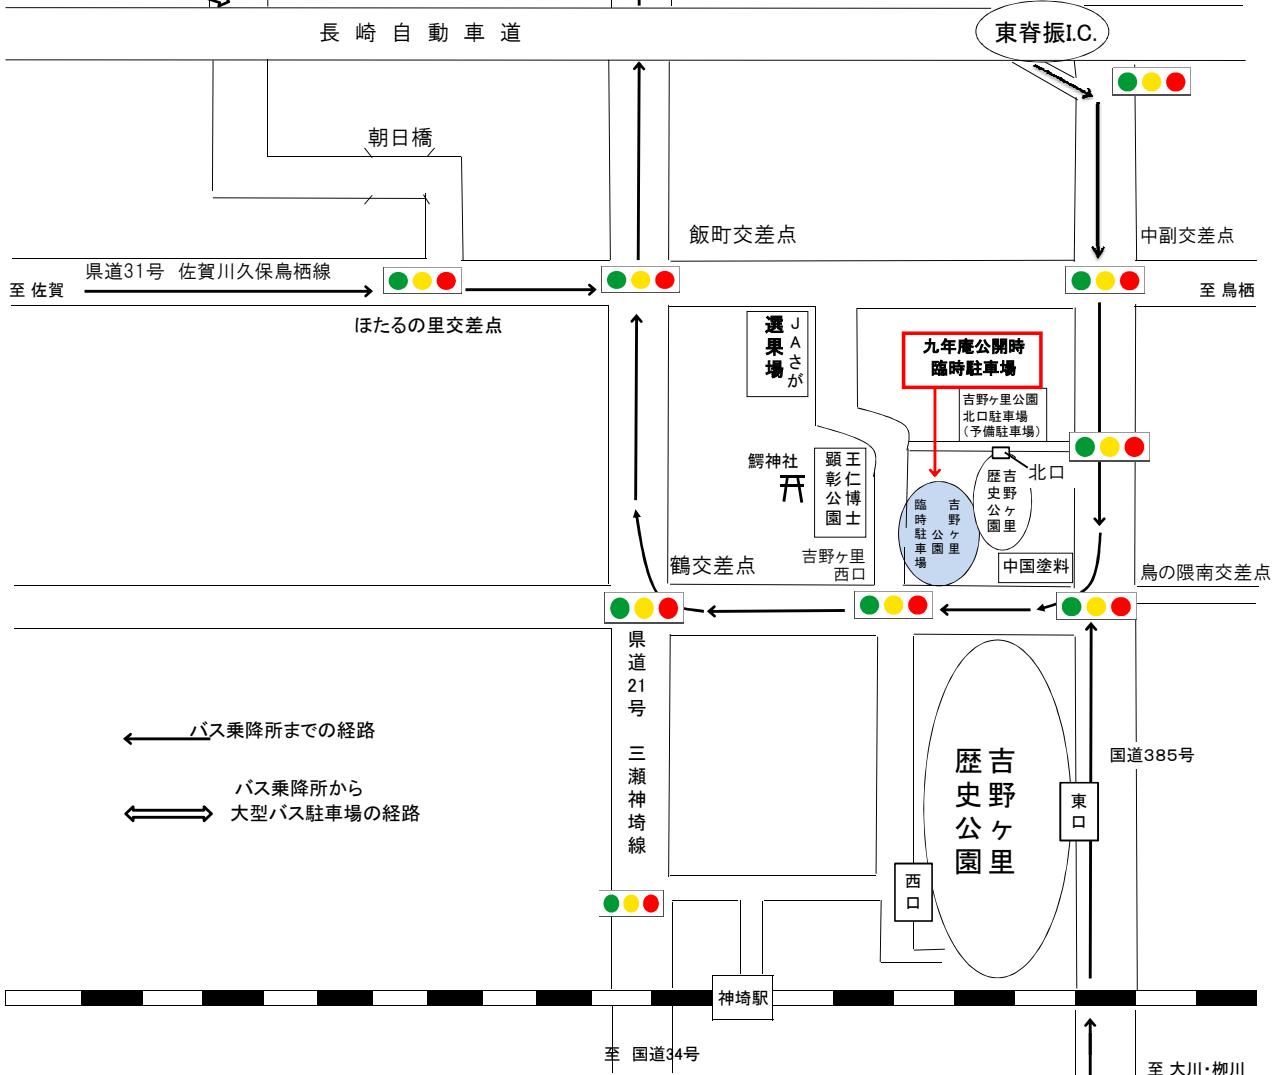 長崎自動車道
東脊振I.C.
朝日橋
飯町交差点
中副交差点
県道31号 佐賀川久保鳥栖線
至 佐賀
至 鳥栖
ほたるの里交差点
JAさが
選果場
九年庵公開時
臨時駐車場
吉野ヶ里公園
北口駐車場
(予備駐車場)
北口
吉野ヶ里
歴史公園
鰐神社
王仁博士
顕彰公園
吉野ヶ里
公園
臨時駐車場
吉野ヶ里
西口
中国塗料
鶴交差点
鳥の隈南交差点
県道21号 三瀬神埼線
バス乗降所までの経路
バス乗降所から
大型バス駐車場の経路
吉野ヶ里
歴史公園
国道385号
東口
西口
神埼駅
至 国道34号
至 大川・柳川